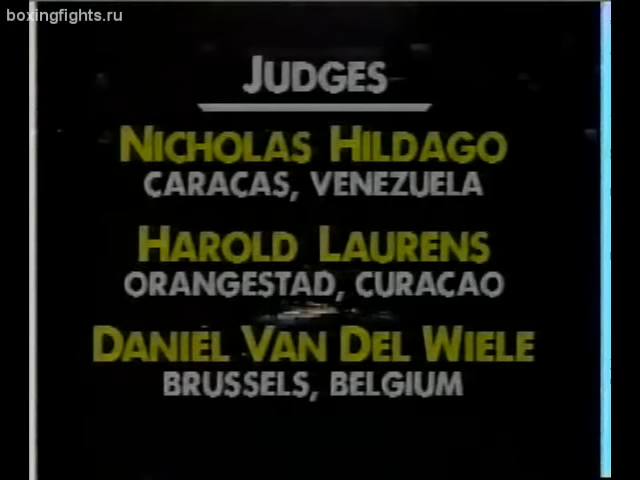 boxingfights.ru
JUDGES
NICHOLAS HILDAGO
CARACAS, VENEZUELA
HAROLD LAURENS
ORANGESTAD, CURACAO
DANIEL VAN DEL WIELE
BRUSSELS, BELGIUM